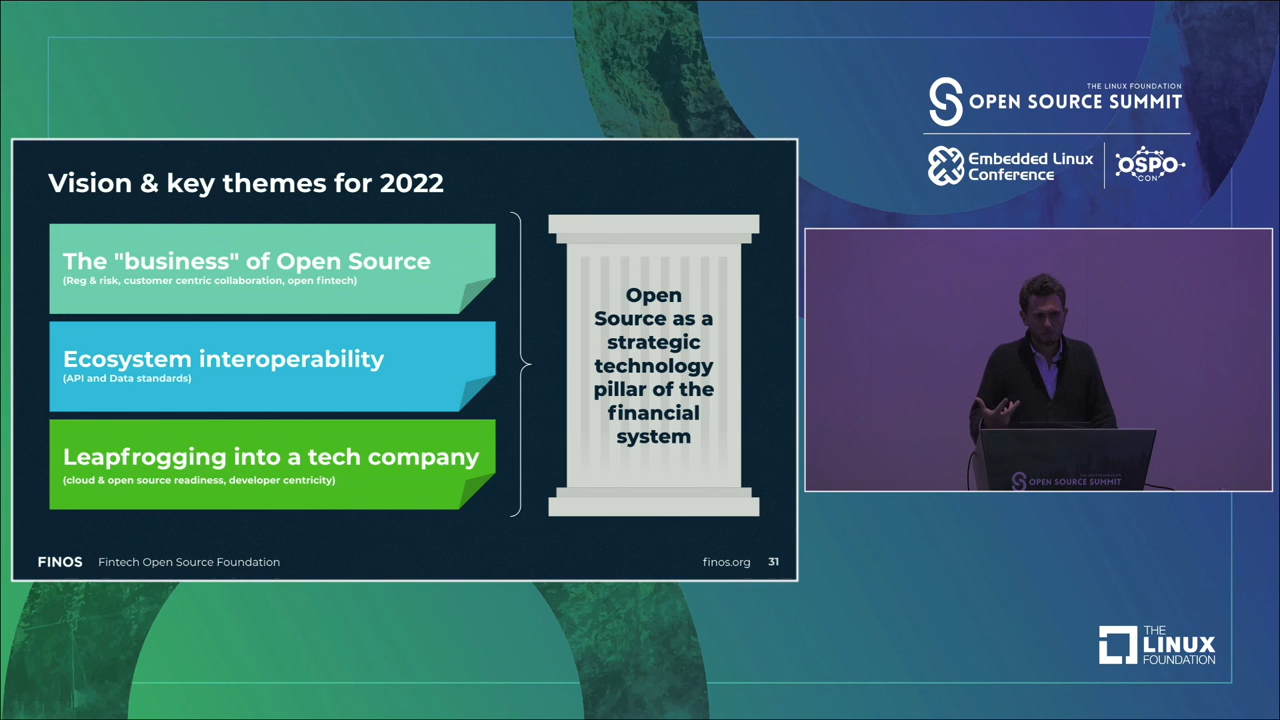 THE LINUX FOUNDATION
OPEN SOURCE SUMMIT
Embedded Linux
Conference
OSPO
CON
Vision & key themes for 2022
The "business" of Open Source
(Reg & risk, customer centric collaboration, open fintech)
Ecosystem interoperability
(API and Data standards)
Leapfrogging into a tech company
(cloud & open source readiness, developer centricity)
Open
Source as a
strategic
technology
pillar of the
financial
system
FINOS Fintech Open Source Foundation
finos.org 31
OPEN SOURCE SUMMIT
THE
LINUX
FOUNDATION